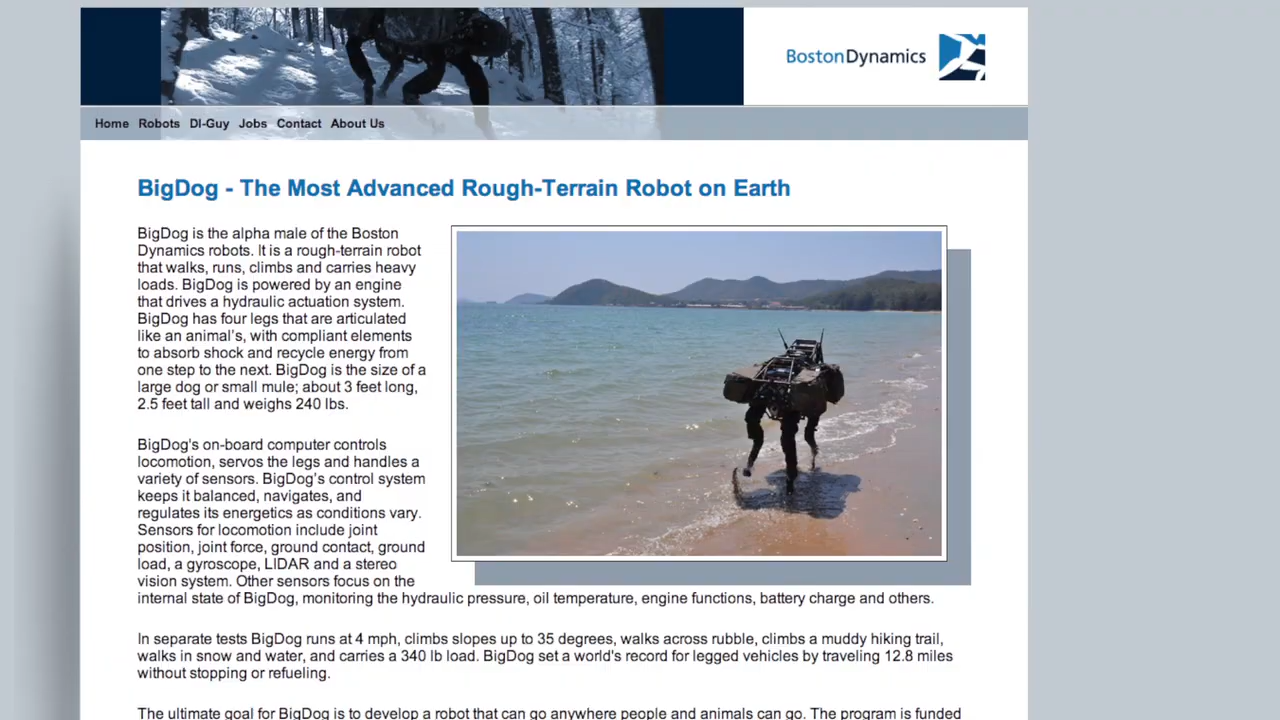 BostonDynamics
Home Robots DI-Guy Jobs Contact About Us
BigDog - The Most Advanced Rough-Terrain Robot on Earth
BigDog is the alpha male of the Boston
Dynamics robots. It is a rough-terrain robot
that walks, runs, climbs and carries heavy
loads. BigDog is powered by an engine
that drives a hydraulic actuation system.
BigDog has four legs that are articulated
like an animal's, with compliant elements
to absorb shock and recycle energy from
one step to the next. BigDog is the size of a
large dog or small mule; about 3 feet long,
2.5 feet tall and weighs 240 lbs.
BigDog's on-board computer controls
locomotion, servos the legs and handles a
variety of sensors. BigDog's control system
keeps it balanced, navigates, and
regulates its energetics as conditions vary.
Sensors for locomotion include joint
position, joint force, ground contact, ground
load, a gyroscope, LIDAR and a stereo
vision system. Other sensors focus on the
internal state of BigDog, monitoring the hydraulic pressure, oil temperature, engine functions, battery charge and others.
In separate tests BigDog runs at 4 mph, climbs slopes up to 35 degrees, walks across rubble, climbs a muddy hiking trail,
walks in snow and water, and carries a 340 lb load. BigDog set a world's record for legged vehicles by traveling 12.8 miles
without stopping or refueling.
The ultimate goal for BigDog is to develop a robot that can go anywhere people and animals can go. The program is funded